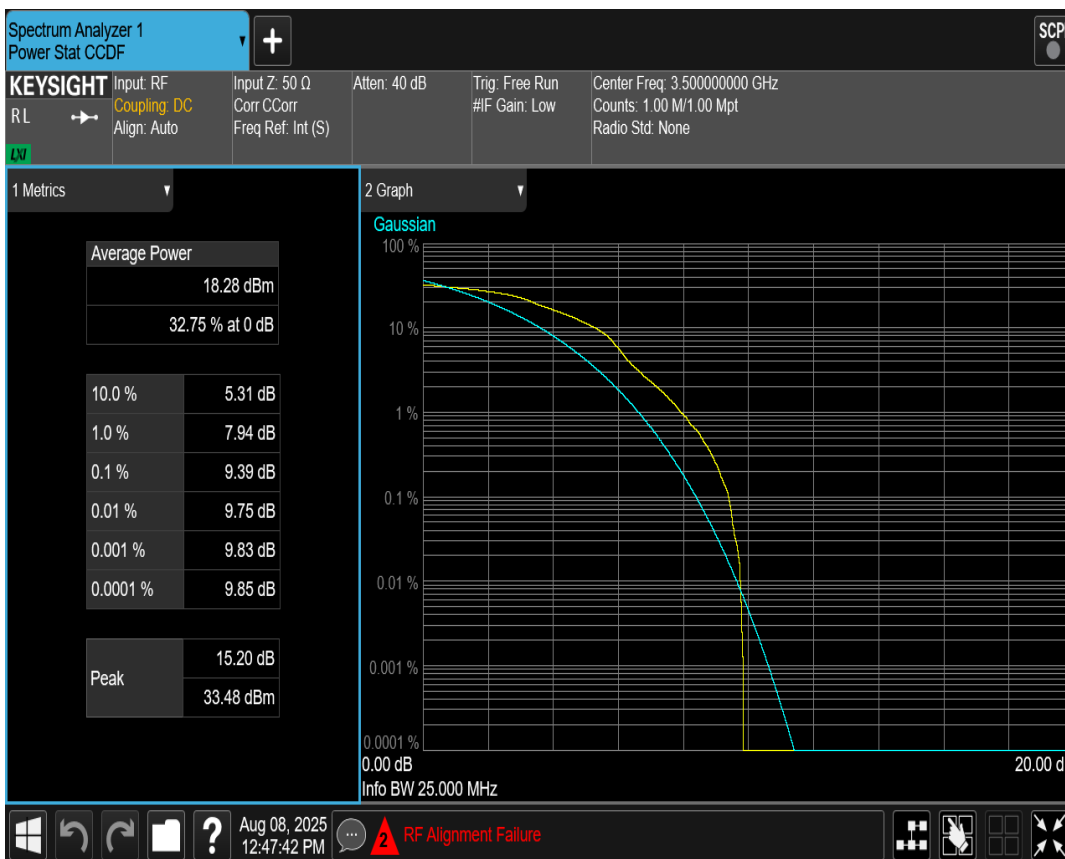 Spectrum Analyzer 1
Power Stat CCDF
+
SCP
KEYSIGHT
RL
LXI
Input: RF
Coupling: DC
Align: Auto
Input Z: 50 Ω
Corr CCorr
Freq Ref: Int (S)
Atten: 40 dB
Trig: Free Run
#IF Gain: Low
Center Freq: 3.500000000 GHz
Counts: 1.00 M/1.00 Mpt
Radio Std: None
1 Metrics
Average Power
18.28 dBm
32.75 % at 0 dB
10.0 % 5.31 dB
1.0 % 7.94 dB
0.1 % 9.39 dB
0.01 % 9.75 dB
0.001 % 9.83 dB
0.0001 % 9.85 dB
Peak
15.20 dB
33.48 dBm
2 Graph
Gaussian
100 %
10 %
1 %
0.1 %
0.01 %
0.001 %
0.0001 %
0.00 dB
20.00 d
Info BW 25.000 MHz
?
Aug 08, 2025
12:47:42 PM
2
RF Alignment Failure